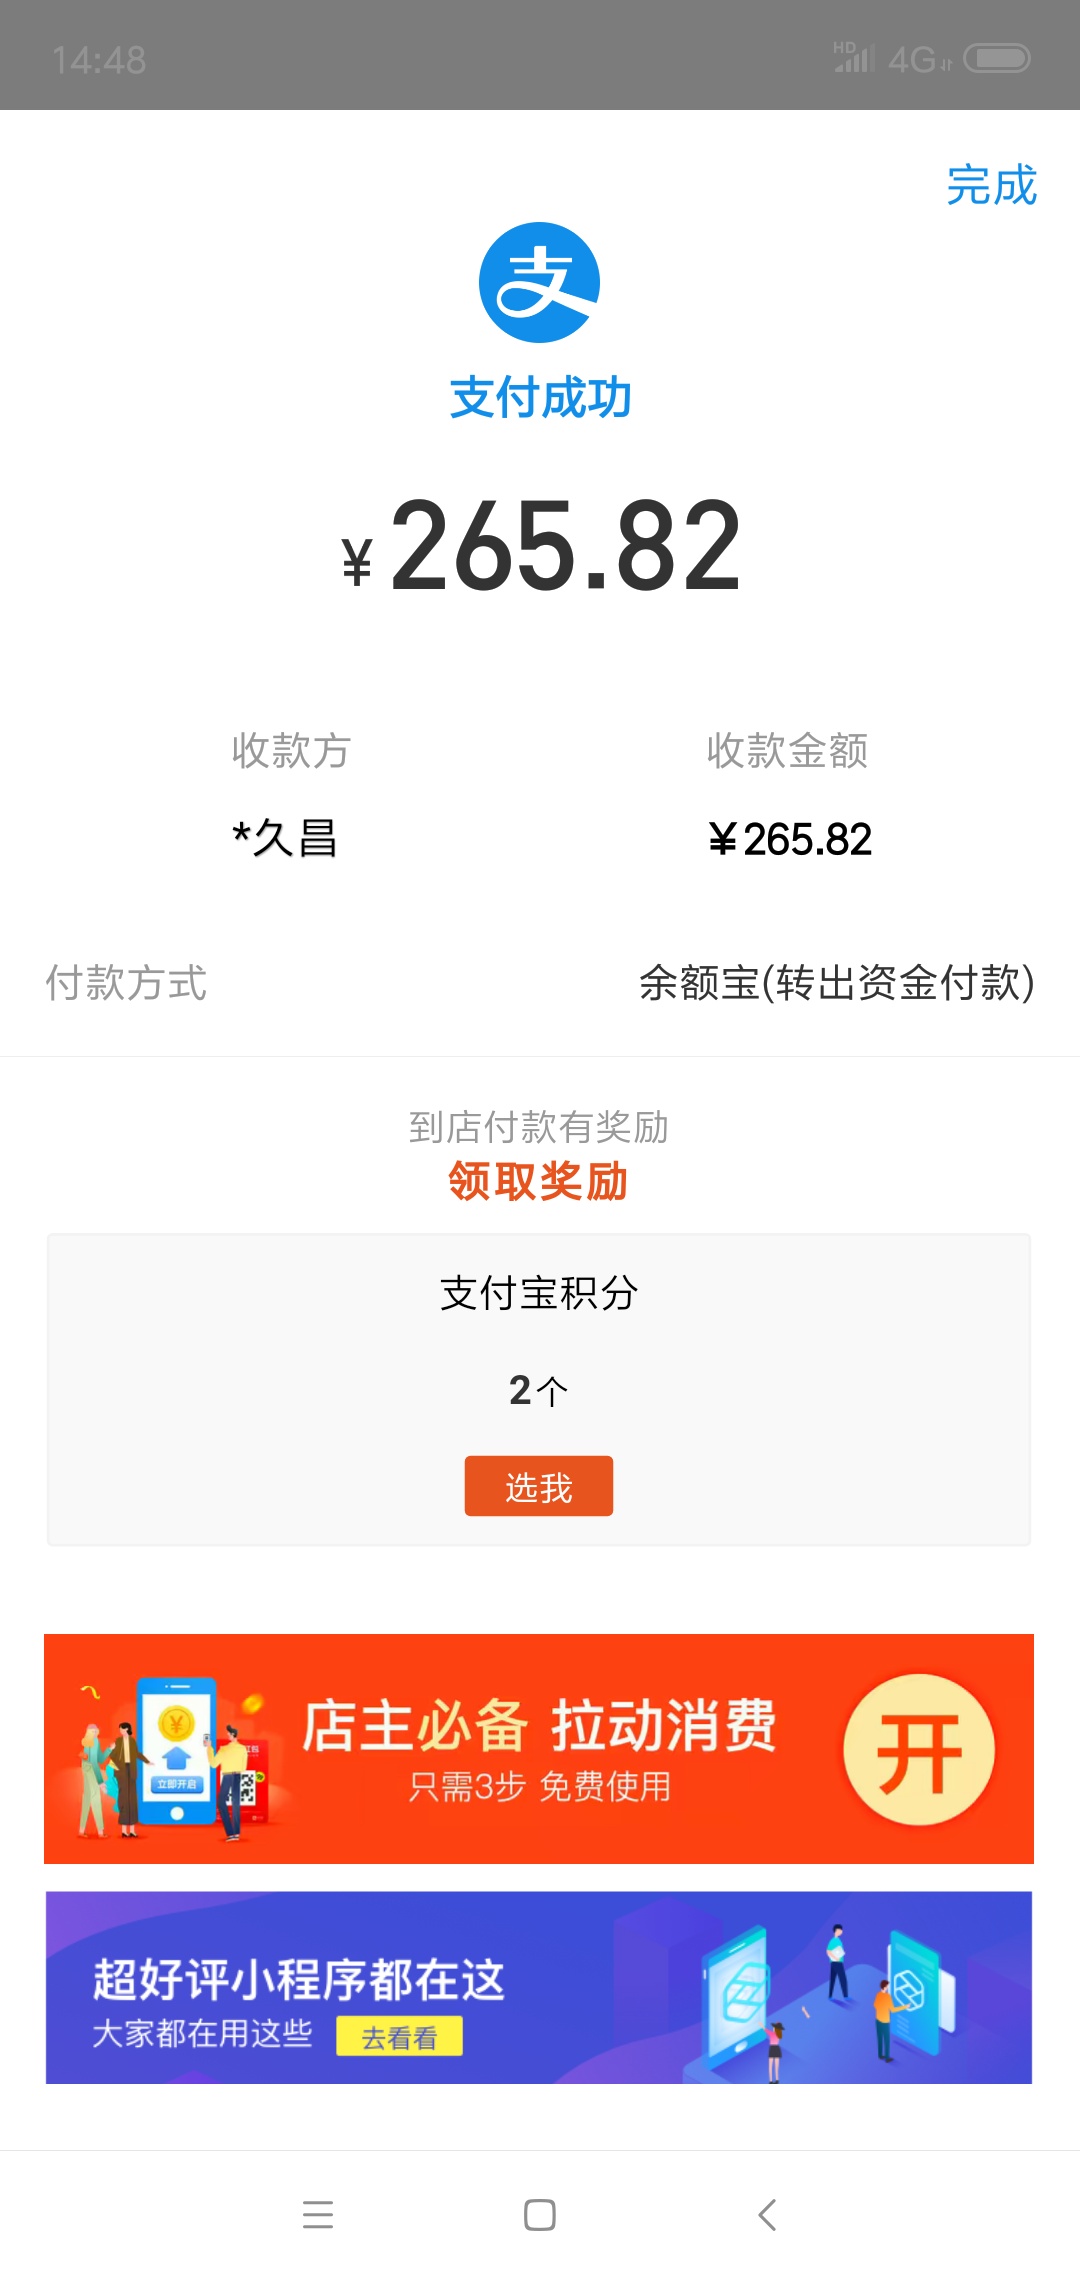 14:48
HD 4G
完成
支
支付成功
¥265.82
收款方
收款金额
*久昌
¥265.82
付款方式
余额宝(转出资金付款)
到店付款有奖励
领取奖励
支付宝积分
2个
选我
店主必备 拉动消费
只需3步 免费使用
开
立即开启
超好评小程序都在这
大家都在用这些
去看看